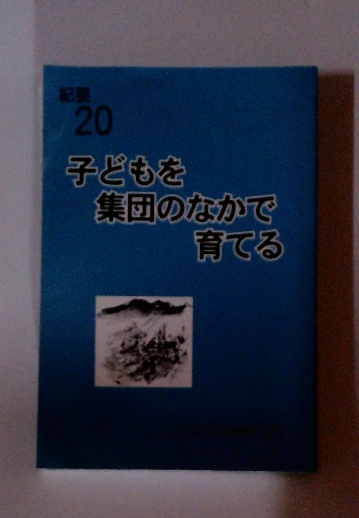 紀要
20
子どもを
集団のなかで
育てる